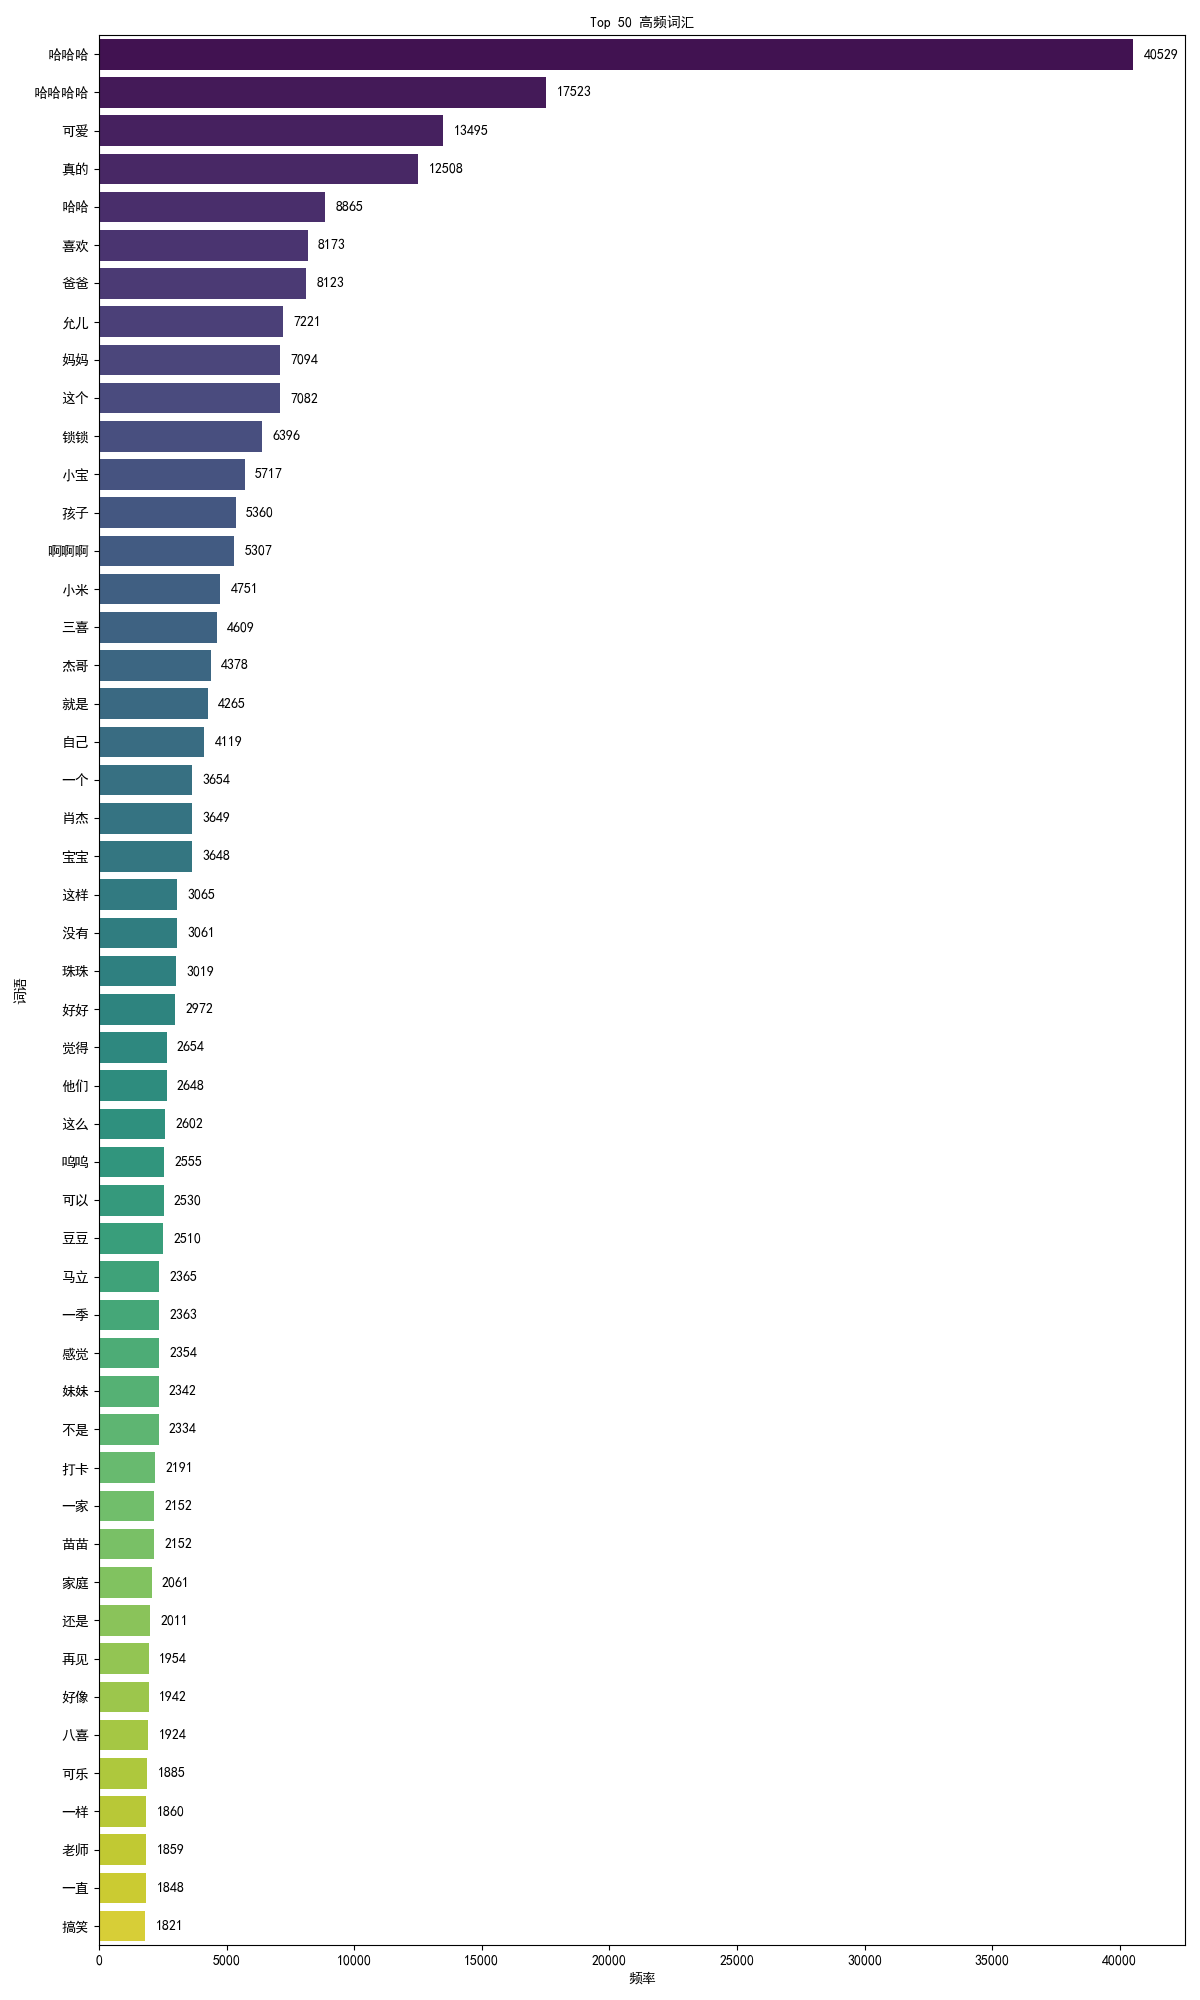 Top 50 高频词汇
哈哈哈 40529
哈哈哈哈 17523
可爱 13495
真的 12508
哈哈 8865
喜欢 8173
爸爸 8123
允儿 7221
妈妈 7094
这个 7082
锁锁 6396
小宝 5717
孩子 5360
啊啊啊 5307
小米 4751
三喜 4609
杰哥 4378
就是 4265
自己 4119
一个 3654
肖杰 3649
宝宝 3648
这样 3065
没有 3061
珠珠 3019
好好 2972
觉得 2654
他们 2648
这么 2602
呜呜 2555
可以 2530
豆豆 2510
马立 2365
一季 2363
感觉 2354
妹妹 2342
不是 2334
打卡 2191
一家 2152
苗苗 2152
家庭 2061
还是 2011
再见 1954
好像 1942
八喜 1924
可乐 1885
一样 1860
老师 1859
一直 1848
搞笑 1821
词语
0 5000 10000 15000 20000 25000 30000 35000 40000
频率